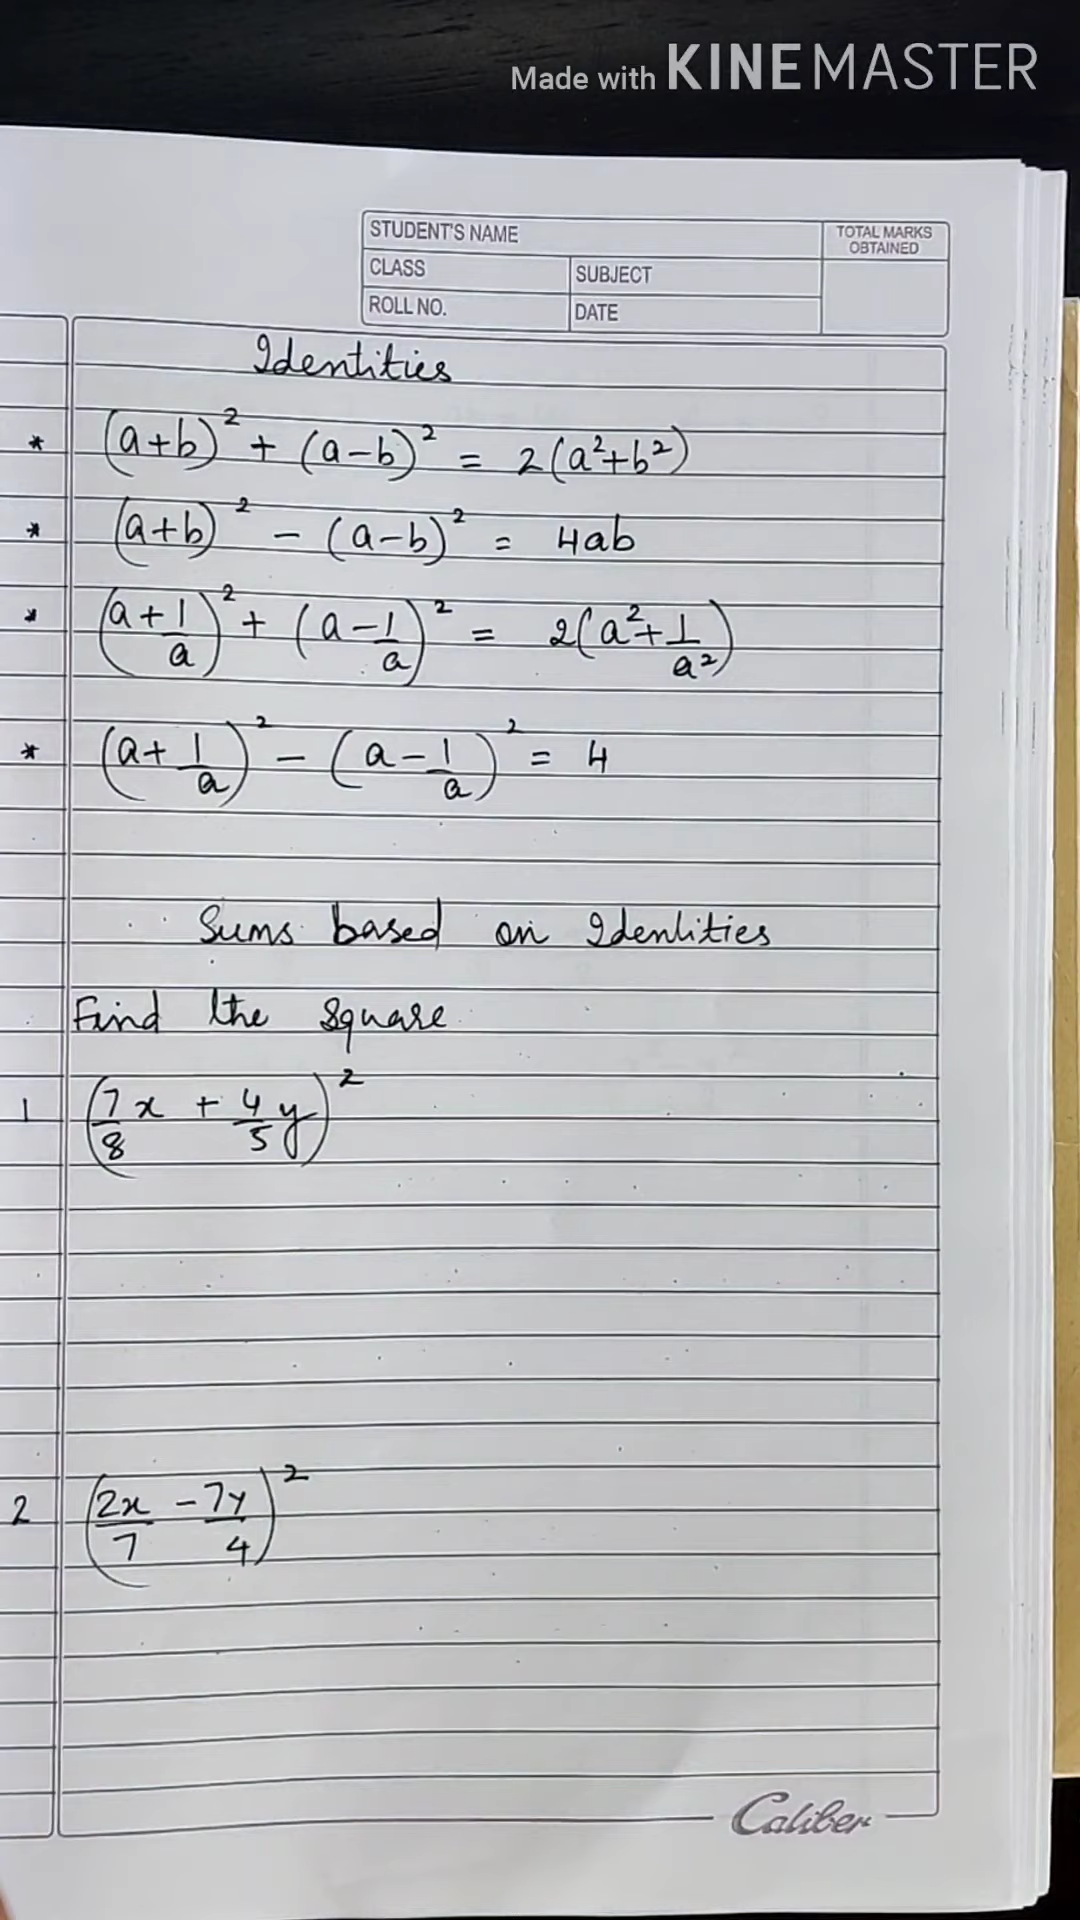 Made with KINEMASTER
STUDENT'S NAME
TOTAL MARKS OBTAINED
CLASS
SUBJECT
ROLL NO.
DATE
Identities
* (a+b)² + (a-b)² = 2(a²+b²)
* (a+b)² - (a-b)² = 4ab
* (a+1/a)² + (a-1/a)² = 2(a²+1/a²)
* (a+1/a)² - (a-1/a)² = 4
Sums based on Identities
Find the square
1 (7/8 x + 4/5 y)²
2 (2x/7 - 7y/4)²
Caliber